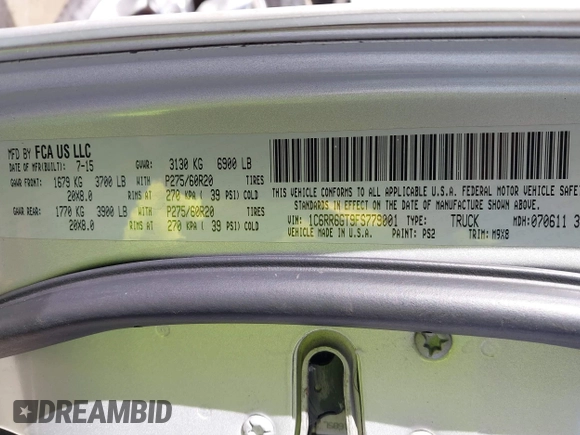 MFD BY FCA US LLC
DATE OF MFR(BUILT): 7-15 GVWR: 3130 KG 6900 LB
GAWR FRONT: 1679 KG 3700 LB WITH P275/60R20 TIRES
20X8.0 RIMS AT 270 KPA ( 39 PSI) COLD
GAWR REAR: 1770 KG 3900 LB WITH P275/60R20 TIRES
20X8.0 RIMS AT 270 KPA ( 39 PSI) COLD
THIS VEHICLE CONFORMS TO ALL APPLICABLE U.S.A. FEDERAL MOTOR VEHICLE SAFE
STANDARDS IN EFFECT ON THE DATE OF MANUFACTURE SHOWN ABOVE.
VIN: 1C6RR6GT9FS779001 TYPE: TRUCK MDH:070611 3
VEHICLE MADE IN U.S.A. PAINT: PS2 TRIM: M9X8
DREAMBID